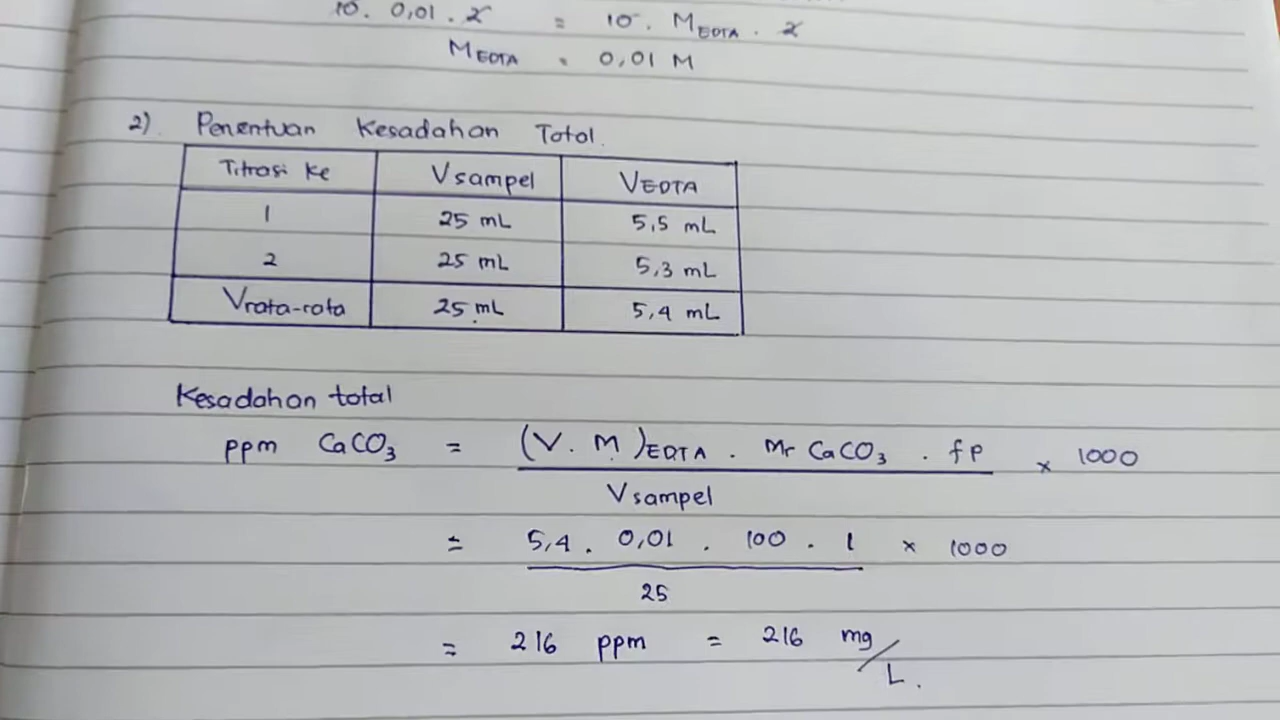 10. 0,01 . 2 = 10 . MEDTA . 2
MEDTA = 0,01 M
2) Penentuan Kesadahan Total.
Titrasi ke Vsampel VEDTA
1 25 mL 5,5 mL
2 25 mL 5,3 mL
Vrata-rata 25 mL 5,4 mL
Kesadahan total
ppm CaCO3 = (V. M)EDTA . Mr CaCO3 . fp × 1000
Vsampel
= 5,4 . 0,01 . 100 . 1 × 1000
25
= 216 ppm = 216 mg/L.